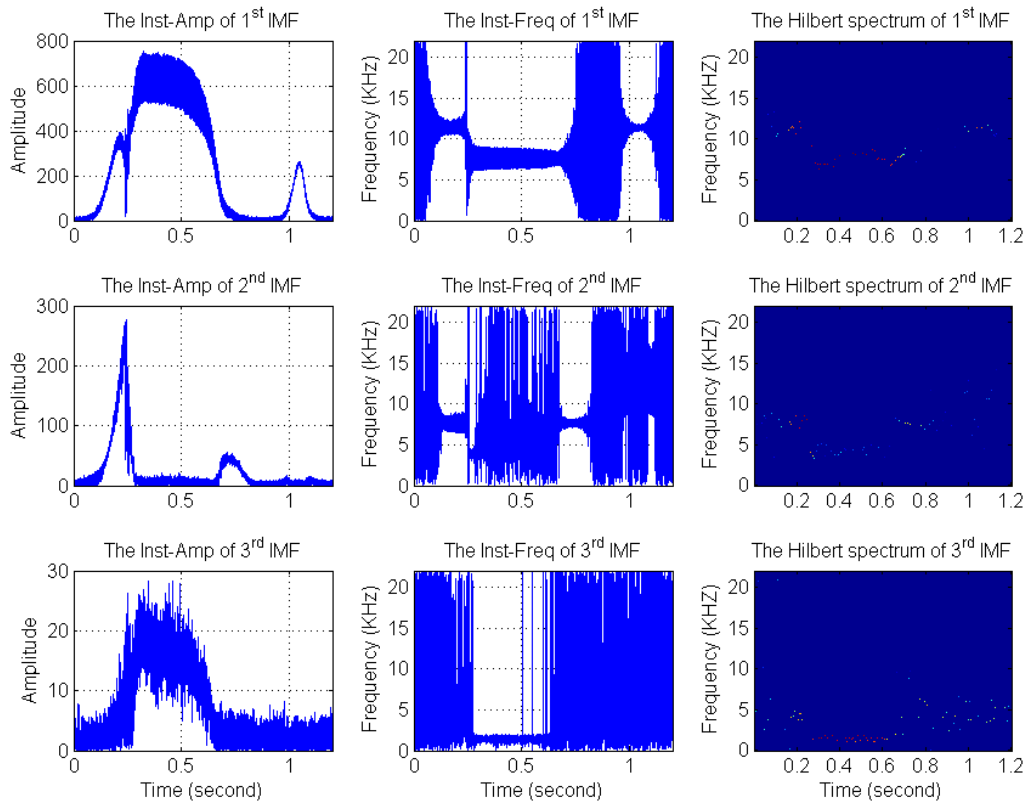 The Inst-Amp of 1st IMF
The Inst-Freq of 1st IMF
The Hilbert spectrum of 1st IMF
Amplitude
800
600
400
200
0
0 0.5 1
Frequency (KHz)
20
15
10
5
0
0 0.5 1
Frequency (KHZ)
20
15
10
5
0
0.2 0.4 0.6 0.8 1 1.2
The Inst-Amp of 2nd IMF
The Inst-Freq of 2nd IMF
The Hilbert spectrum of 2nd IMF
Amplitude
300
200
100
0
0 0.5 1
Frequency (KHz)
20
15
10
5
0
0 0.5 1
Frequency (KHZ)
20
15
10
5
0
0.2 0.4 0.6 0.8 1 1.2
The Inst-Amp of 3rd IMF
The Inst-Freq of 3rd IMF
The Hilbert spectrum of 3rd IMF
Amplitude
30
20
10
0
0 0.5 1
Time (second)
Frequency (KHz)
20
15
10
5
0
0 0.5 1
Time (second)
Frequency (KHZ)
20
15
10
5
0
0.2 0.4 0.6 0.8 1 1.2
Time (second)